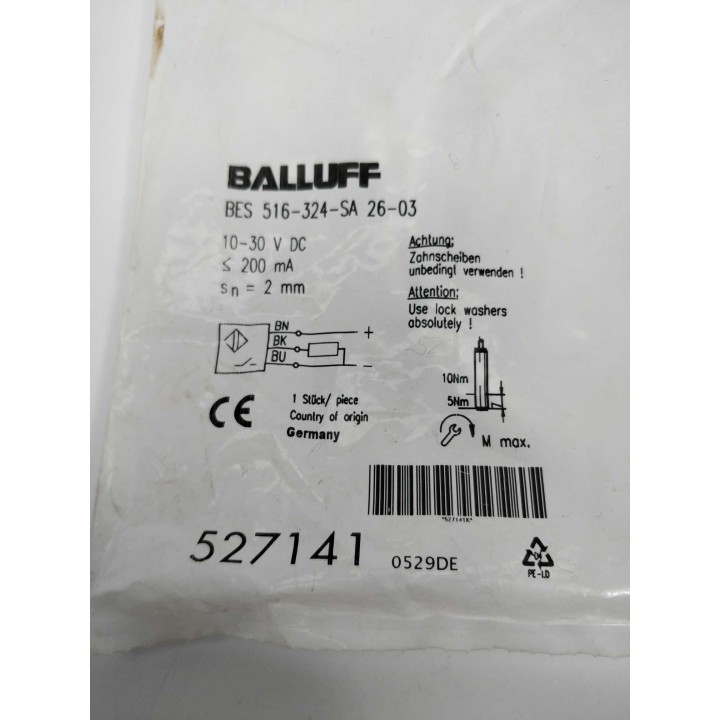 BALLUFF
BES 516-324-SA 26-03
10-30 V DC
≤ 200 mA
sn = 2 mm
Achtung:
Zahnscheiben
unbedingt verwenden !
Attention:
Use lock washers
absolutely !
BN
BK
BU
+
−
10Nm
5Nm
M max.
CE
1 Stück/ piece
Country of origin
Germany
*527141K*
527141
0529DE
04
PE-LD